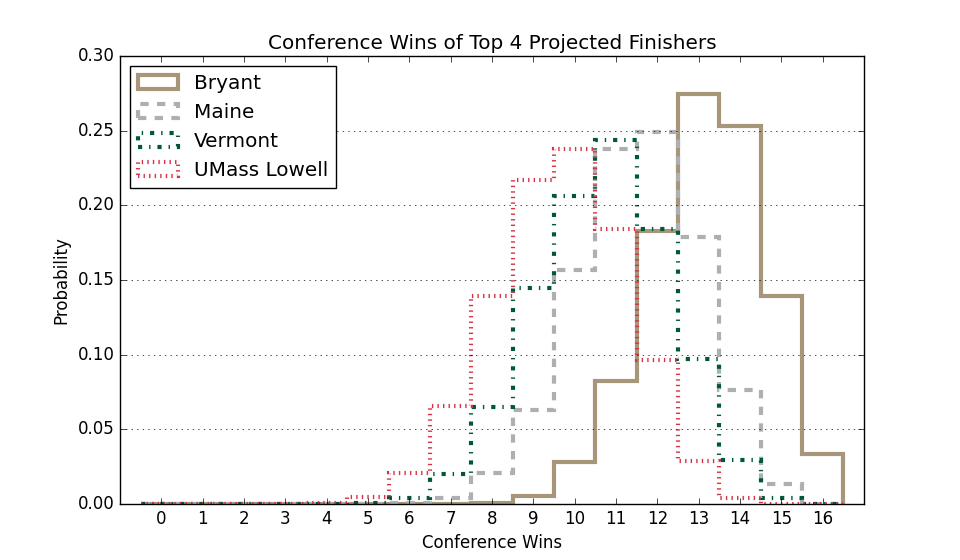 Conference Wins of Top 4 Projected Finishers
0.30
0.25
0.20
0.15
0.10
0.05
0.00
Probability
Bryant
Maine
Vermont
UMass Lowell
0 1 2 3 4 5 6 7 8 9 10 11 12 13 14 15 16
Conference Wins